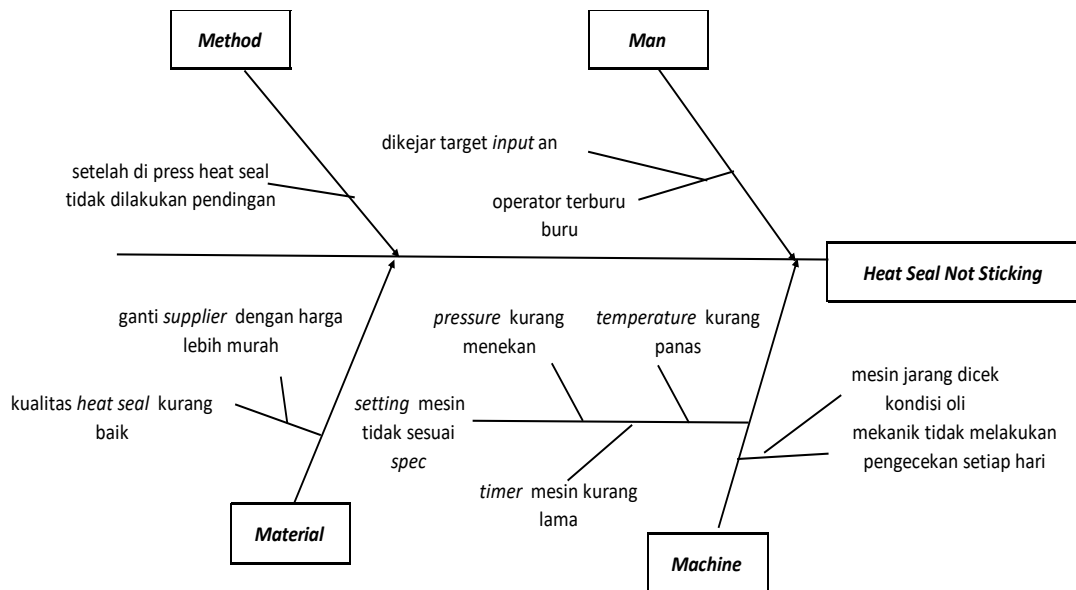 Method
Man
dikejar target input an
setelah di press heat seal
tidak dilakukan pendingan
operator terburu
buru
Heat Seal Not Sticking
ganti supplier dengan harga
lebih murah
pressure kurang
menekan
temperature kurang
panas
kualitas heat seal kurang
baik
setting mesin
tidak sesuai
spec
mesin jarang dicek
kondisi oli
mekanik tidak melakukan
pengecekan setiap hari
timer mesin kurang
lama
Material
Machine